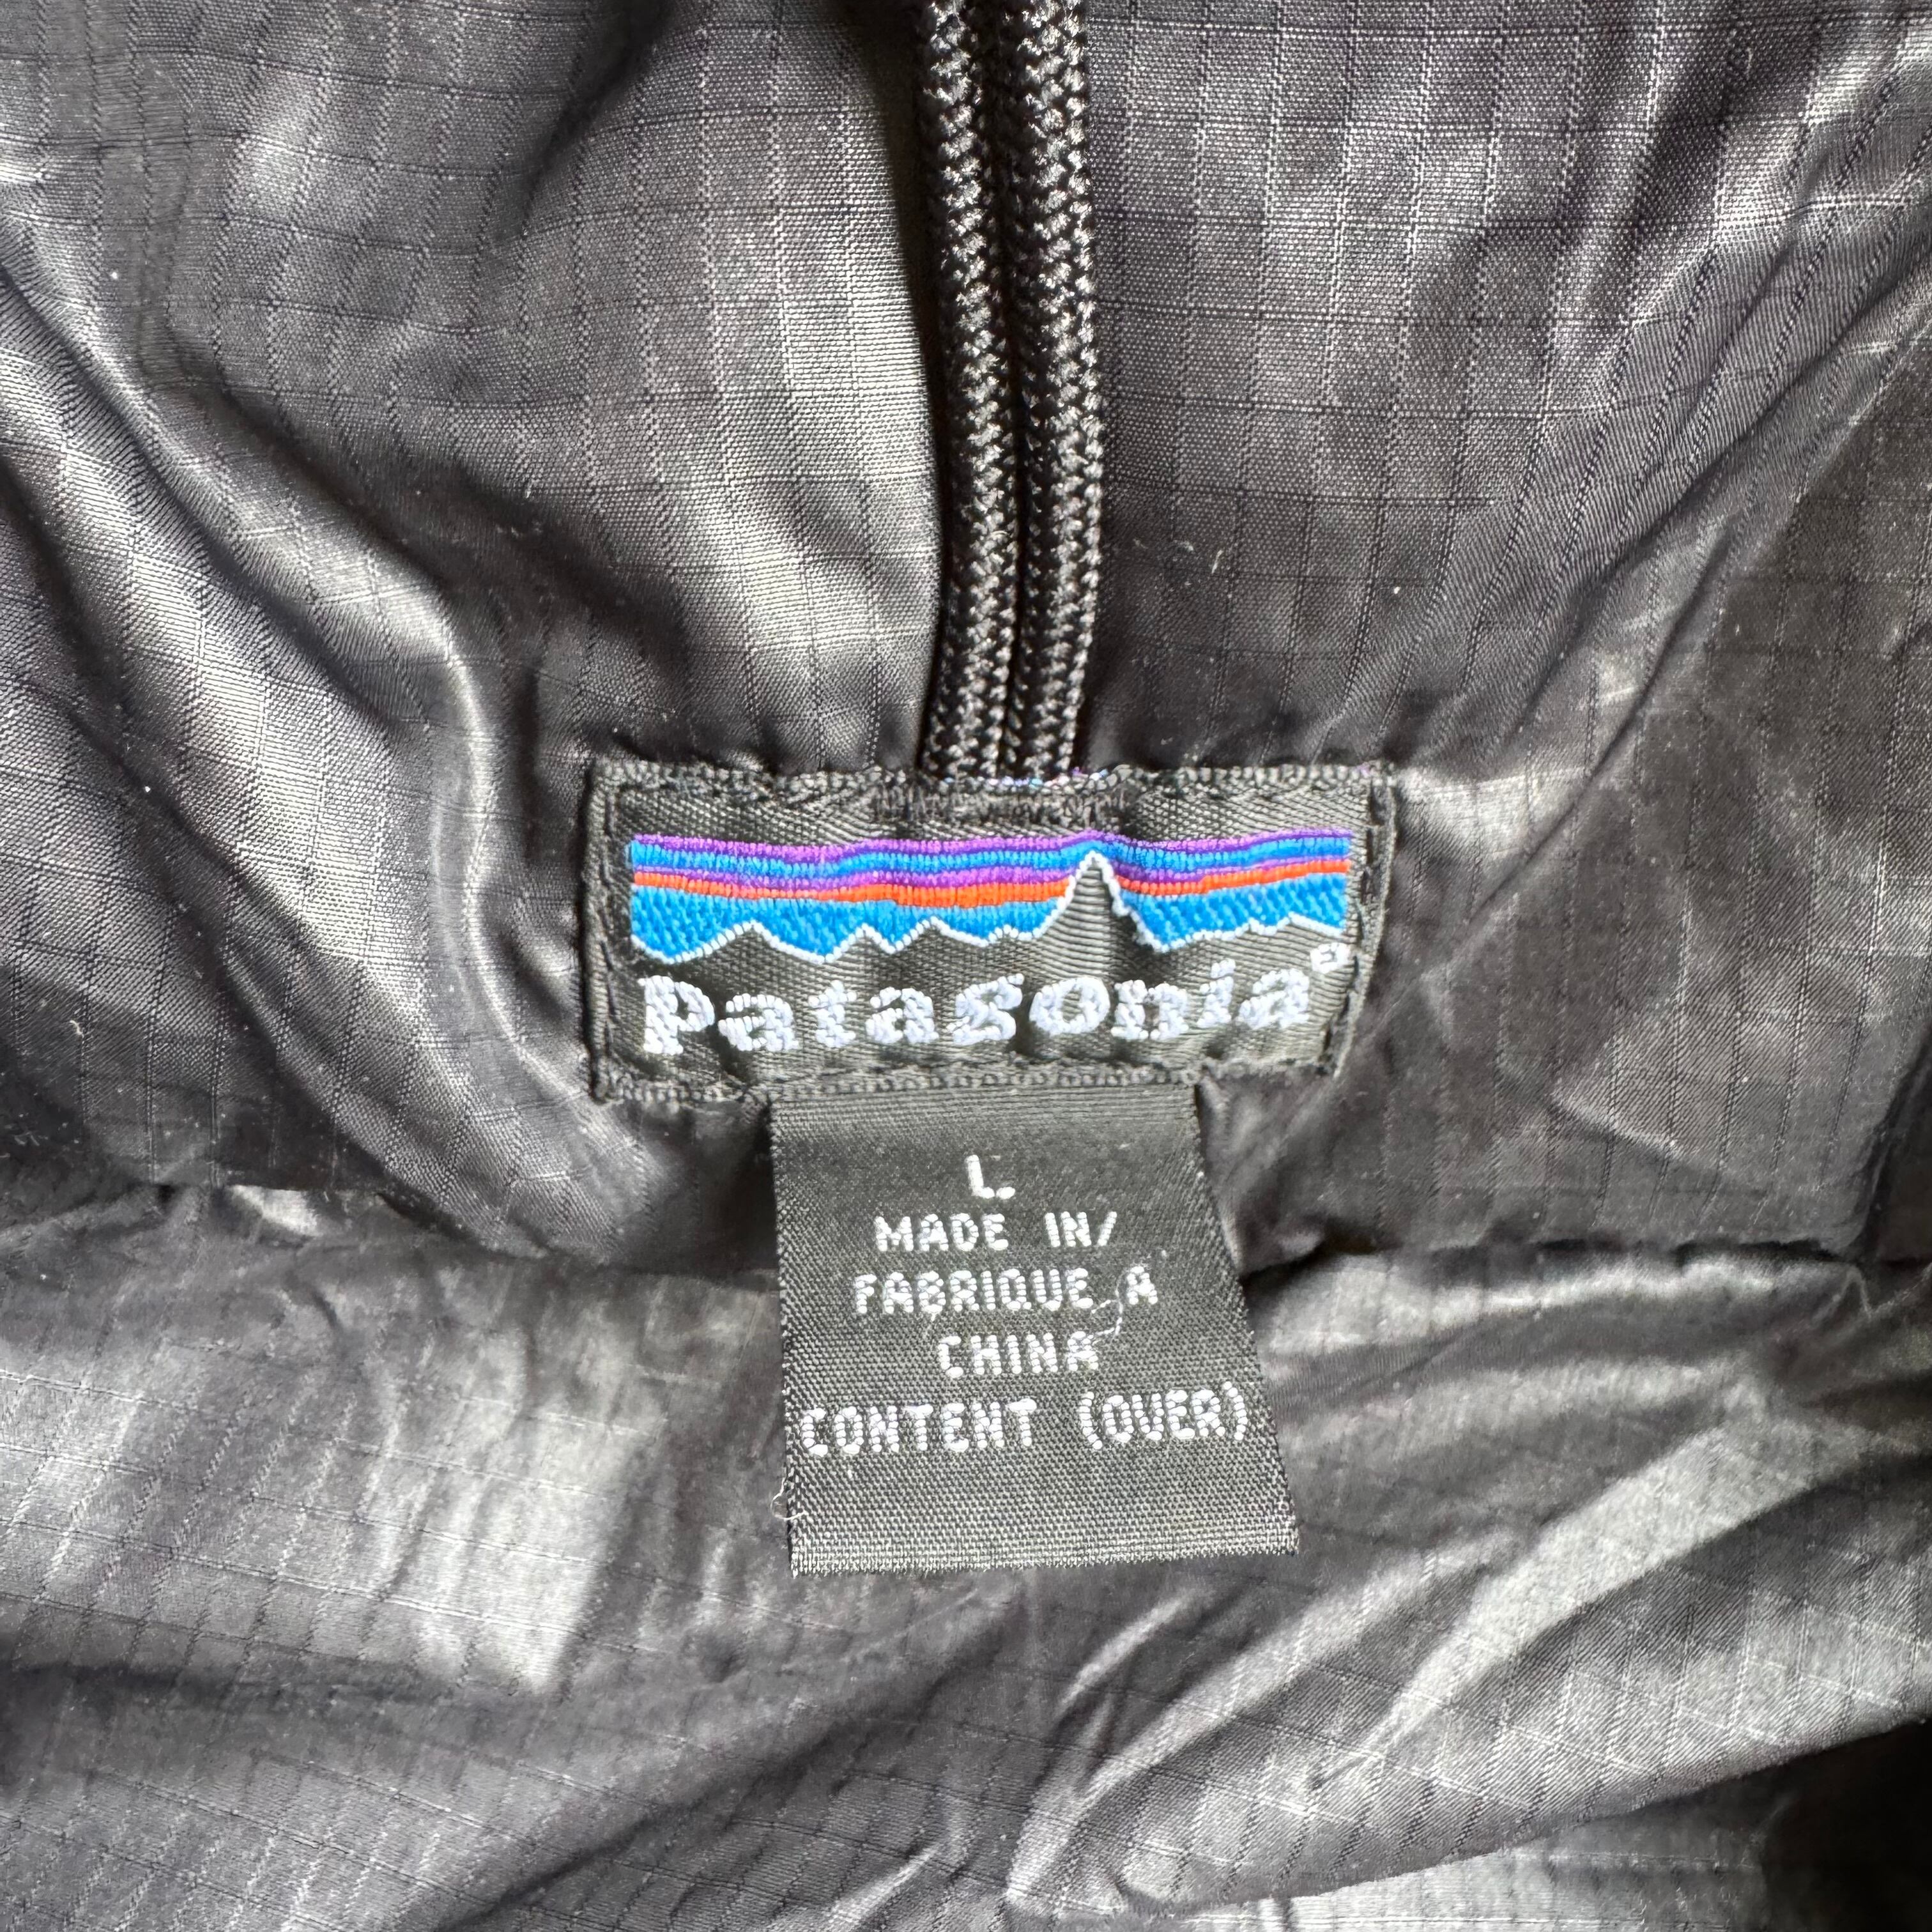 patagonia®
L.
MADE IN/
FABRIQUE A
CHINA
CONTENT (OVER)